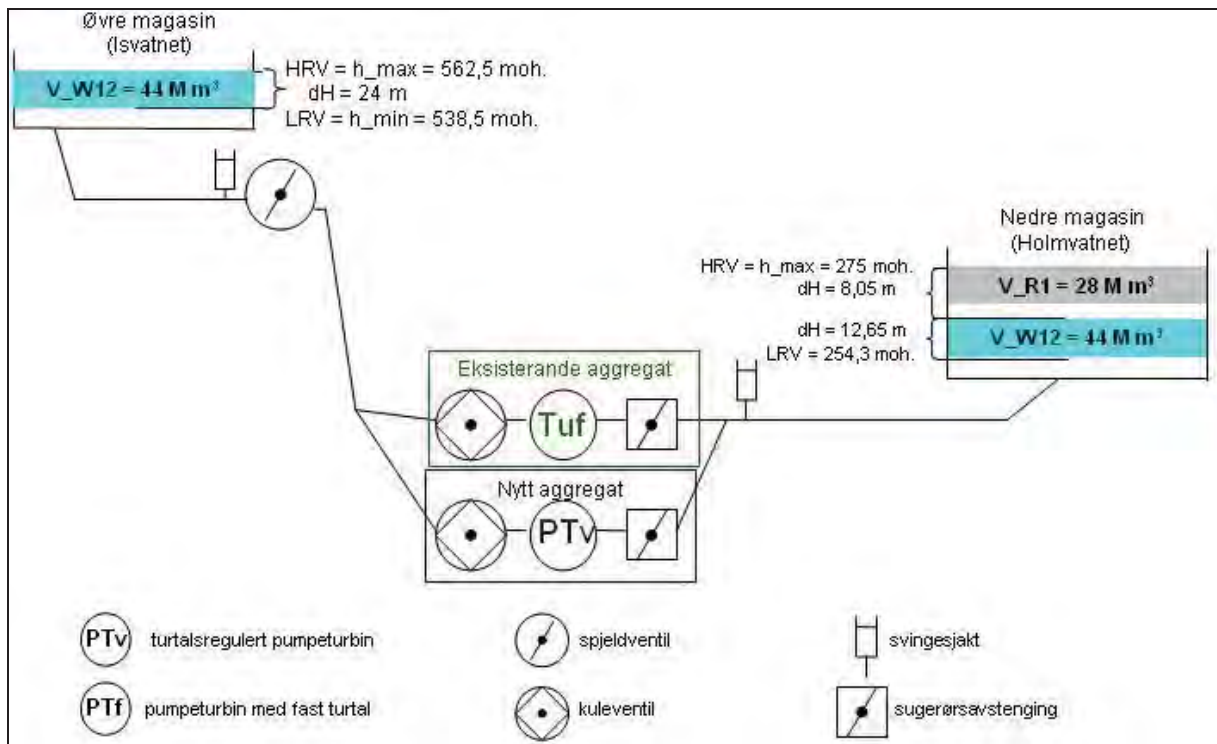 Øvre magasin
(Isvatnet)
V_W12 = 44 M m³
HRV = h_max = 562,5 moh.
dH = 24 m
LRV = h_min = 538,5 moh.
Nedre magasin
(Holmvatnet)
HRV = h_max = 275 moh.
dH = 8,05 m
V_R1 = 28 M m³
dH = 12,65 m
LRV = 254,3 moh.
V_W12 = 44 M m³
Eksisterande aggregat
Tuf
Nytt aggregat
PTv
PTv turtalsregulert pumpeturbin
spjeldventil
svingesjakt
PTf pumpeturbin med fast turtal
kuleventil
sugerørsavstenging